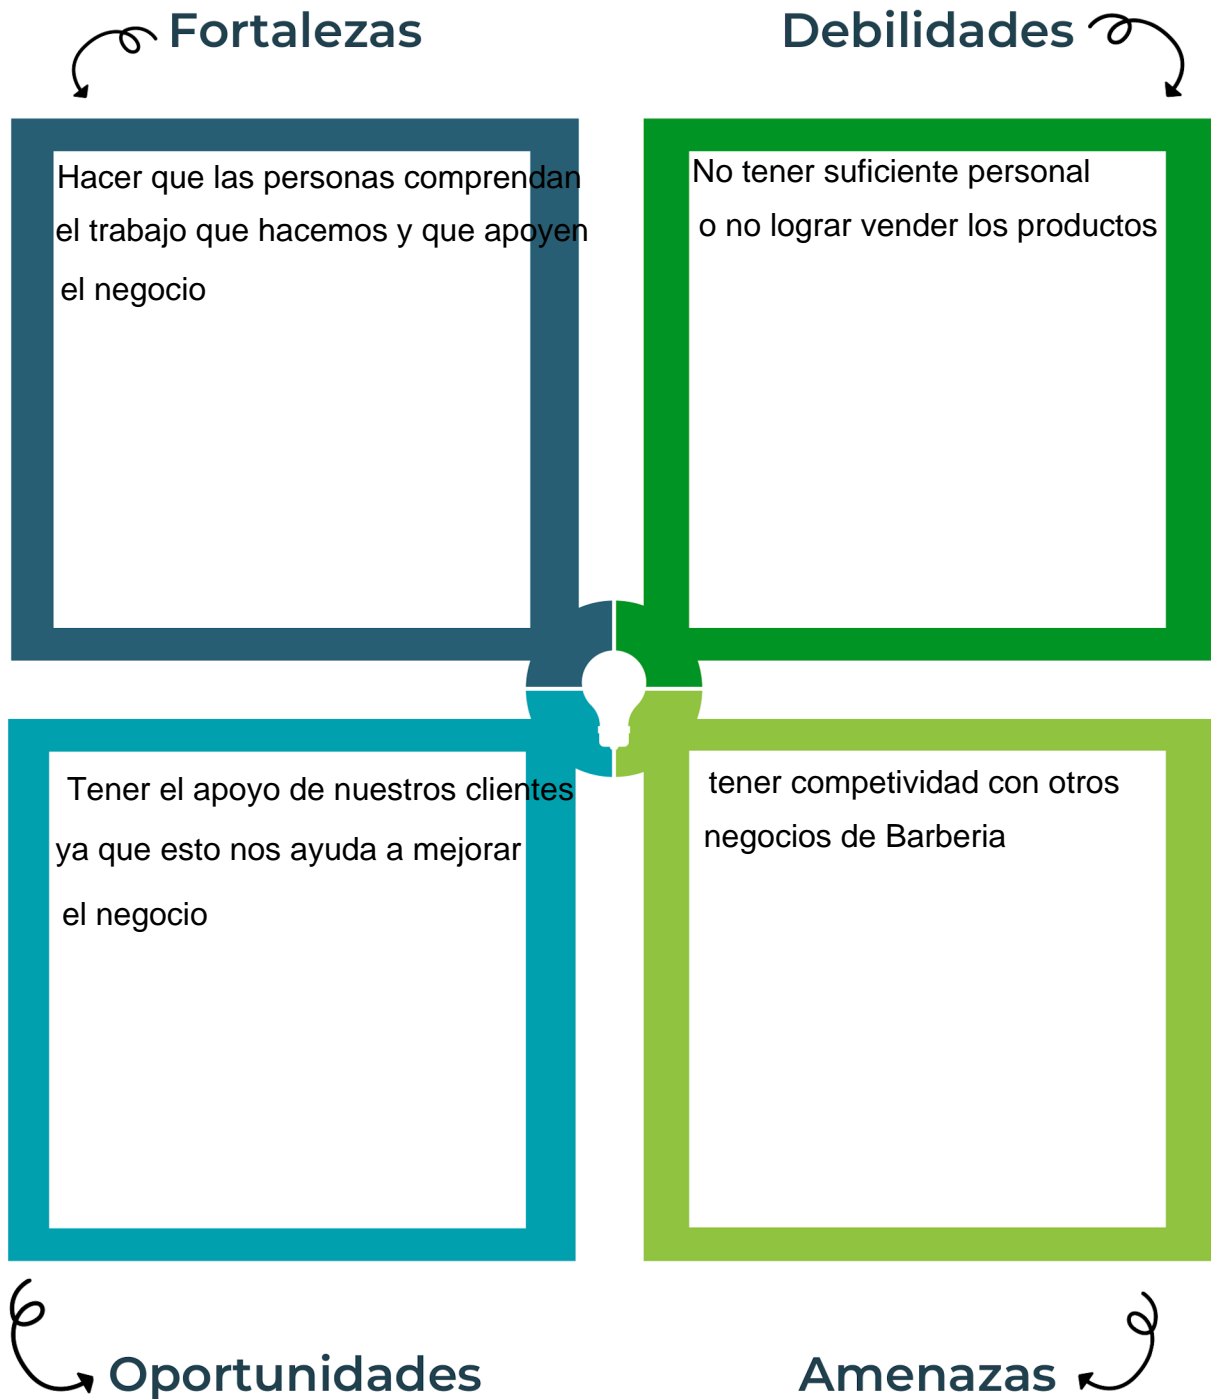 Fortalezas
Hacer que las personas comprendan
el trabajo que hacemos y que apoyen
el negocio
Debilidades
No tener suficiente personal
o no lograr vender los productos
Tener el apoyo de nuestros clientes
ya que esto nos ayuda a mejorar
el negocio
Oportunidades
tener competividad con otros
negocios de Barberia
Amenazas